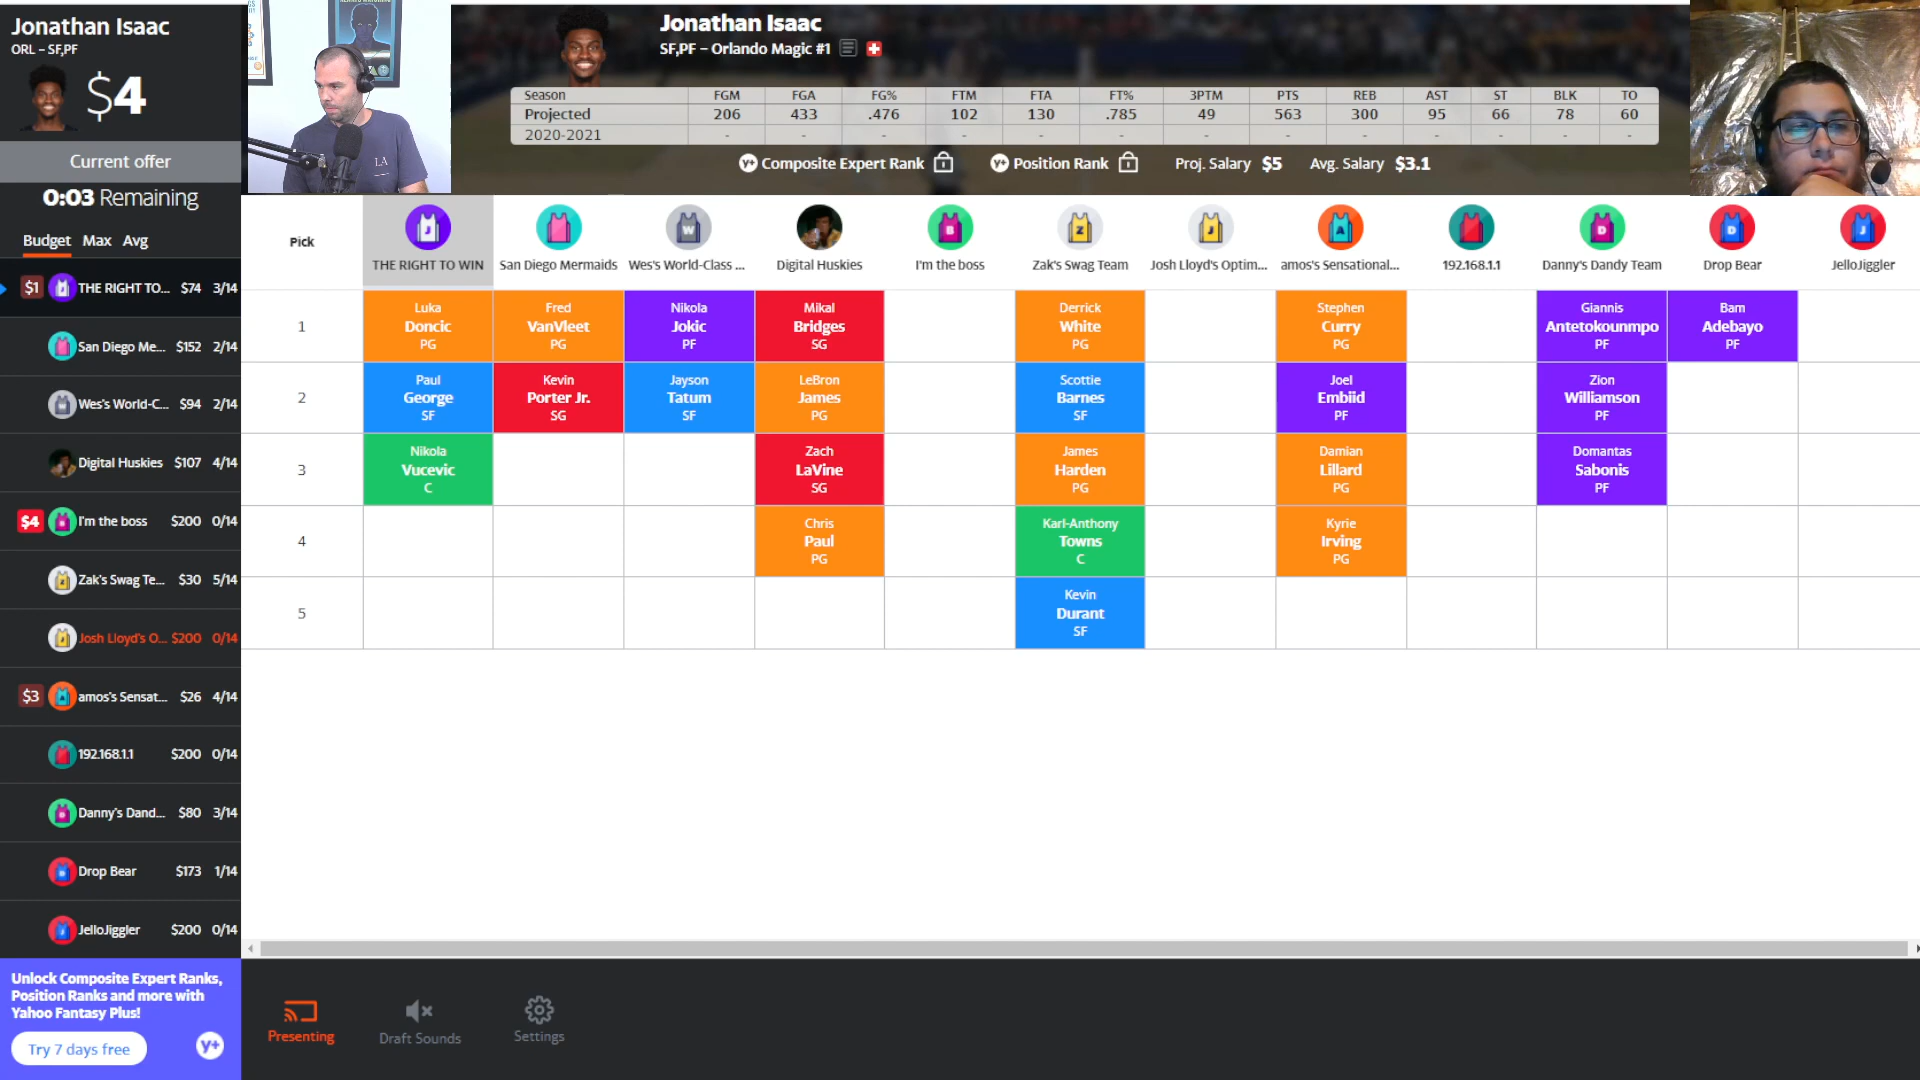 Jonathan Isaac
ORL – SF,PF
$4
Current offer
0:03 Remaining
Budget Max Avg
$1 THE RIGHT TO... $74 3/14
San Diego Me... $152 2/14
Wes's World-C... $94 2/14
Digital Huskies $107 4/14
$4 I'm the boss $200 0/14
Zak's Swag Te... $30 5/14
Josh Lloyd's O... $200 0/14
$3 amos's Sensat... $26 4/14
192.168.1.1 $200 0/14
Danny's Dand... $80 3/14
Drop Bear $173 1/14
JelloJiggler $200 0/14
Unlock Composite Expert Ranks,
Position Ranks and more with
Yahoo Fantasy Plus!
Try 7 days free
y+
LA
Jonathan Isaac
SF,PF – Orlando Magic #1
Season FGM FGA FG% FTM FTA FT% 3PTM PTS REB AST ST BLK TO
Projected 206 433 .476 102 130 .785 49 563 300 95 66 78 60
2020-2021 - - - - - - - - - - - - -
y+ Composite Expert Rank y+ Position Rank Proj. Salary $5 Avg. Salary $3.1
J W Z J A D D J
Pick THE RIGHT TO WIN San Diego Mermaids Wes's World-Class ... Digital Huskies I'm the boss Zak's Swag Team Josh Lloyd's Optim... amos's Sensational... 192.168.1.1 Danny's Dandy Team Drop Bear JelloJiggler
Luka Fred Nikola Mikal Derrick Stephen Giannis Bam
1 Doncic VanVleet Jokic Bridges White Curry Antetokounmpo Adebayo
PG PG PF SG PG PG PF PF
Paul Kevin Jayson LeBron Scottie Joel Zion
2 George Porter Jr. Tatum James Barnes Embiid Williamson
SF SG SF PG SF PF PF
Nikola Zach James Damian Domantas
3 Vucevic LaVine Harden Lillard Sabonis
C SG PG PG PF
Chris Karl-Anthony Kyrie
4 Paul Towns Irving
PG C PG
Kevin
5 Durant
SF
Presenting Draft Sounds Settings